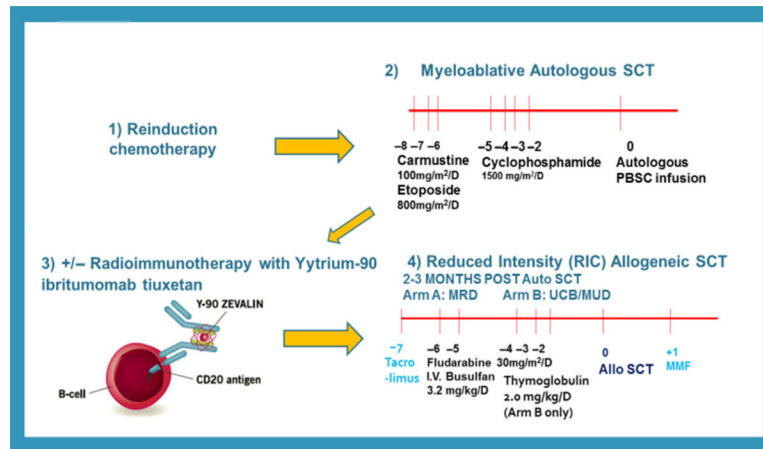 2) Myeloablative Autologous SCT
1) Reinduction
chemotherapy
–8 –7 –6
Carmustine
100mg/m²/D
Etoposide
800mg/m²/D
–5 –4 –3 –2
Cyclophosphamide
1500 mg/m²/D
0
Autologous
PBSC infusion
3) +/– Radioimmunotherapy with Yytrium-90
ibritumomab tiuxetan
Y-90 ZEVALIN
CD20 antigen
B-cell
4) Reduced Intensity (RIC) Allogeneic SCT
2-3 MONTHS POST Auto SCT
Arm A: MRD Arm B: UCB/MUD
–7
Tacro
-limus
–6 –5
Fludarabine
I.V. Busulfan
3.2 mg/kg/D
–4 –3 –2
30mg/m²/D
Thymoglobulin
2.0 mg/kg/D
(Arm B only)
0
Allo SCT
+1
MMF